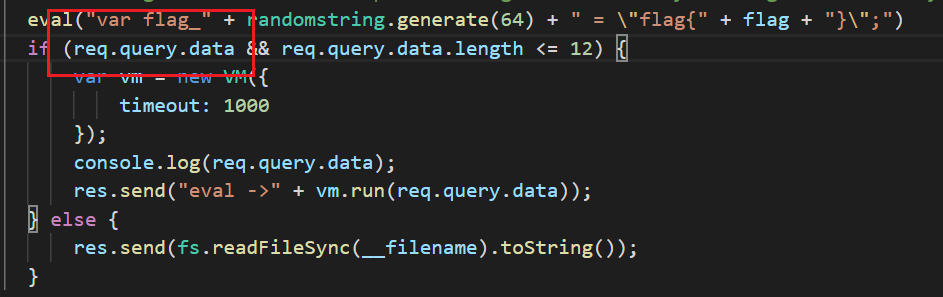 eval("var flag_" + randomstring.generate(64) + " = \"flag{" + flag + "}\";")
if (req.query.data && req.query.data.length <= 12) {
var vm = new VM({
timeout: 1000
});
console.log(req.query.data);
res.send("eval ->" + vm.run(req.query.data));
} else {
res.send(fs.readFileSync(__filename).toString());
}